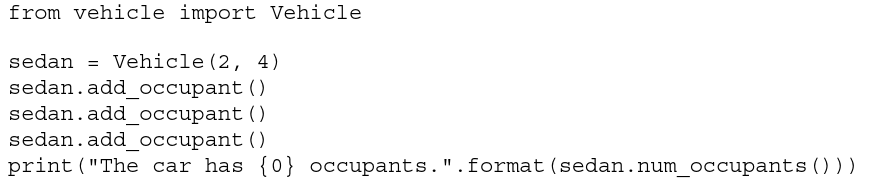 from vehicle import Vehicle
sedan = Vehicle(2, 4)
sedan.add_occupant()
sedan.add_occupant()
sedan.add_occupant()
print("The car has {0} occupants.".format(sedan.num_occupants()))